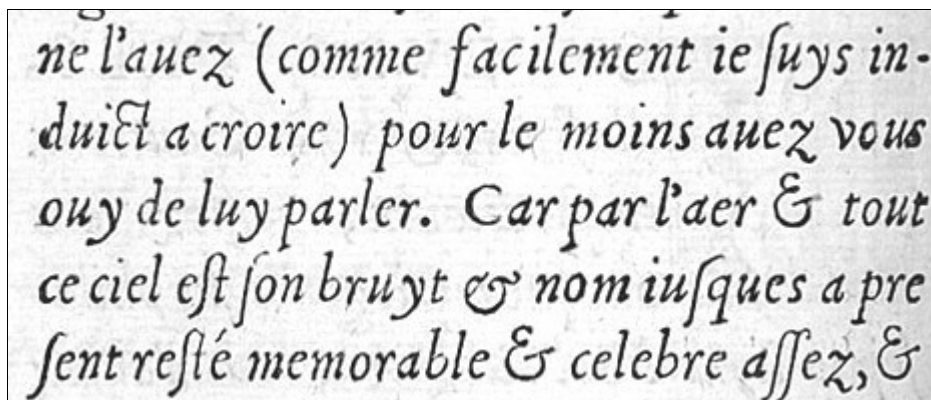 ne l'auez (comme facilement ie ſuys in-
duict a croire) pour le moins auez vous
ouy de luy parler. Car par l'aer & tout
ce ciel eſt ſon bruyt & nom iuſques a pre
ſent reſté memorable & celebre aſſez, &